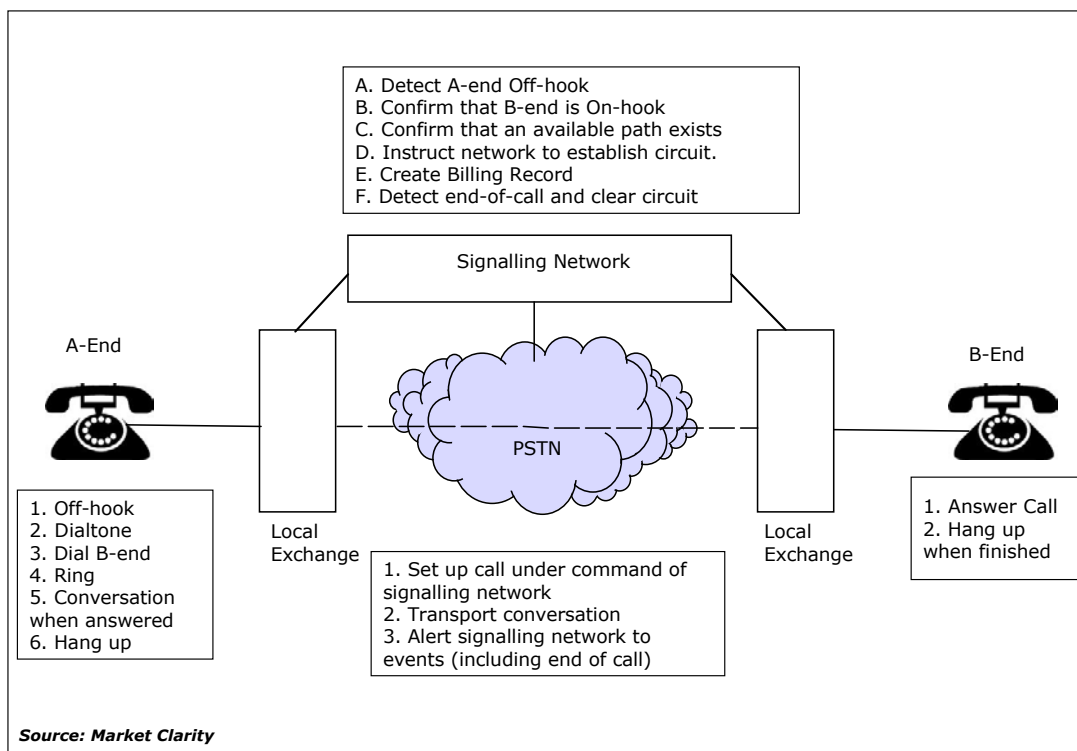 A. Detect A-end Off-hook
B. Confirm that B-end is On-hook
C. Confirm that an available path exists
D. Instruct network to establish circuit.
E. Create Billing Record
F. Detect end-of-call and clear circuit
Signalling Network
A-End
B-End
PSTN
1. Off-hook
2. Dialtone
3. Dial B-end
4. Ring
5. Conversation
when answered
6. Hang up
Local
Exchange
1. Set up call under command of
signalling network
2. Transport conversation
3. Alert signalling network to
events (including end of call)
Local
Exchange
1. Answer Call
2. Hang up
when finished
Source: Market Clarity